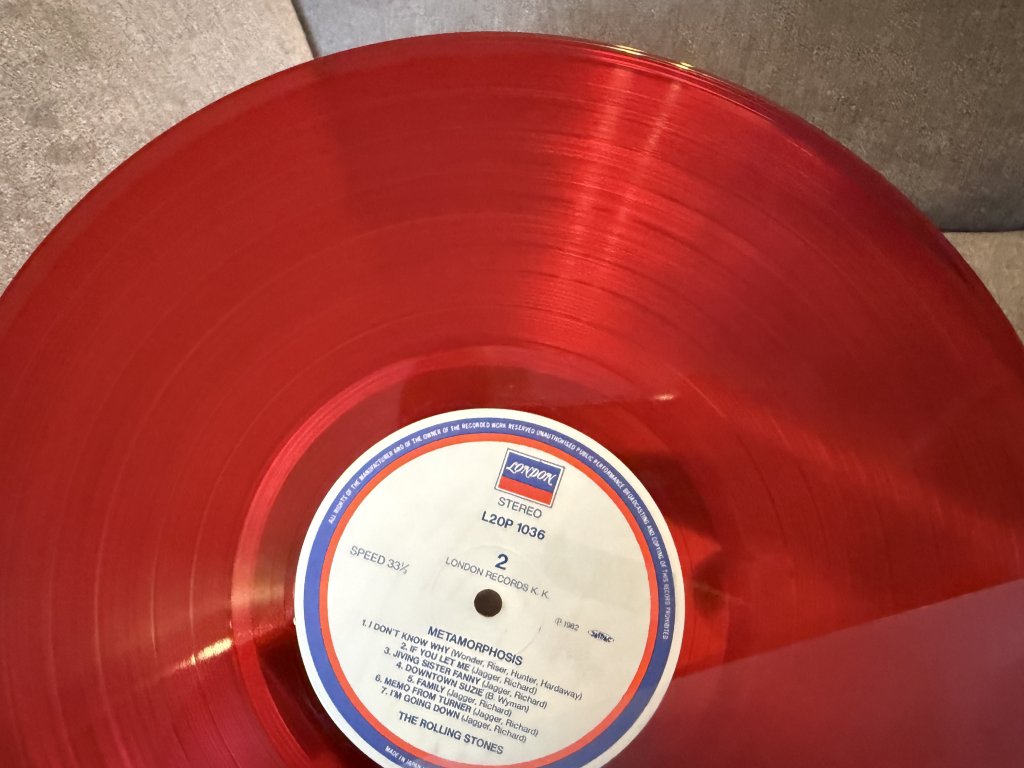 ALL RIGHTS OF THE MANUFACTURER AND OF THE OWNER OF THE RECORDED WORK RESERVED UNAUTHORISED PUBLIC PERFORMANCE BROADCASTING AND COPYING OF THIS RECORD PROHIBITED
LONDON
STEREO
L20P 1036
2
SPEED 33⅓
LONDON RECORDS K. K.
℗ 1982
METAMORPHOSIS
1. I DON'T KNOW WHY (Wonder, Riser, Hunter, Hardaway)
2. IF YOU LET ME (Jagger, Richard)
3. JIVING SISTER FANNY (Jagger, Richard)
4. DOWNTOWN SUZIE (B. Wyman)
5. FAMILY (Jagger, Richard)
6. MEMO FROM TURNER (Jagger, Richard)
7. I'M GOING DOWN (Jagger, Richard)
THE ROLLING STONES
MADE IN JAPAN